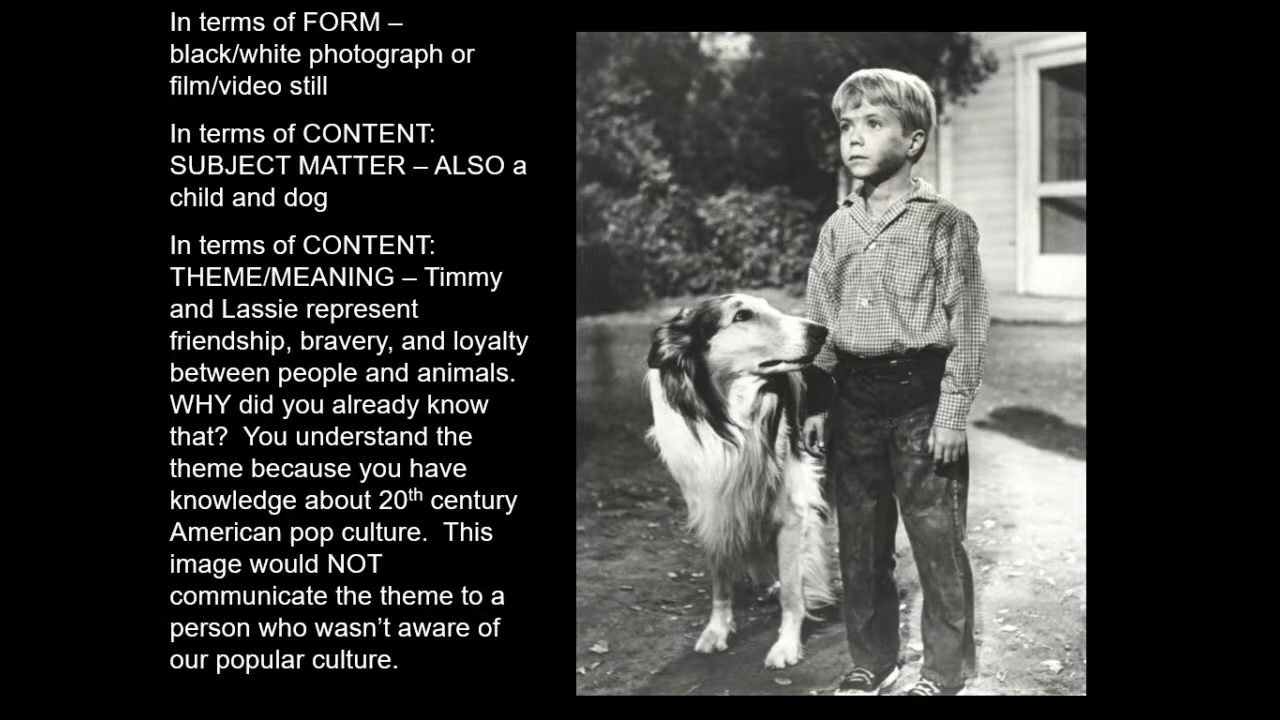 In terms of FORM –
black/white photograph or
film/video still
In terms of CONTENT:
SUBJECT MATTER – ALSO a
child and dog
In terms of CONTENT:
THEME/MEANING – Timmy
and Lassie represent
friendship, bravery, and loyalty
between people and animals.
WHY did you already know
that?  You understand the
theme because you have
knowledge about 20th century
American pop culture.  This
image would NOT
communicate the theme to a
person who wasn’t aware of
our popular culture.